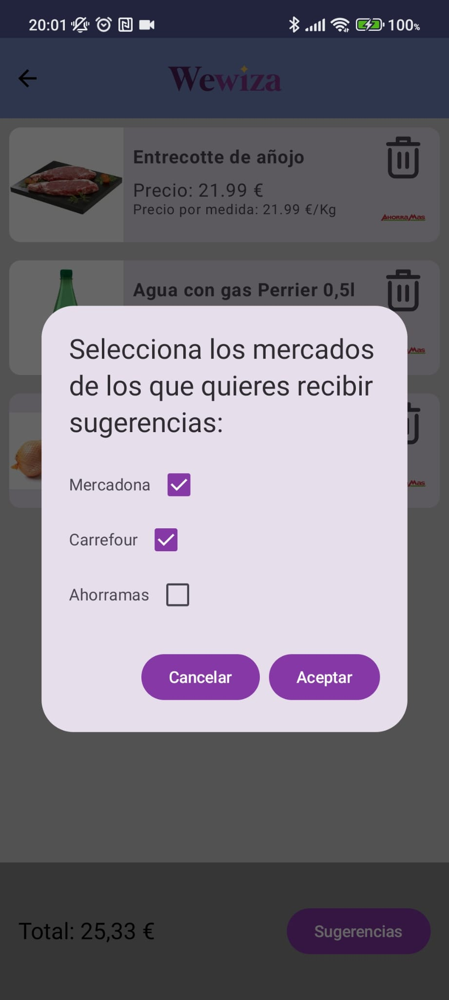 20:01
100%
Wewiza
Entrecotte de añojo
Precio: 21.99 €
Precio por medida: 21.99 €/Kg
AHORRAMAS
Agua con gas Perrier 0,5l
Mas
Selecciona los mercados
de los que quieres recibir
sugerencias:
Mas
Mercadona
Carrefour
Ahorramas
Cancelar
Aceptar
Total: 25,33 €
Sugerencias